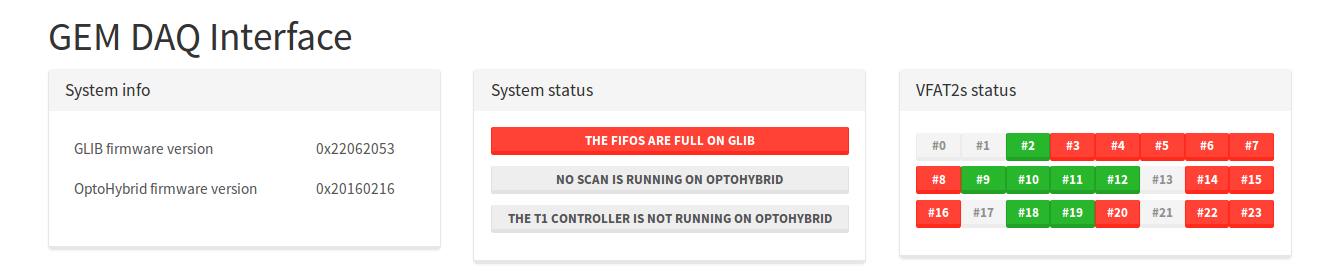 GEM DAQ Interface
System info
GLIB firmware version 0x22062053
OptoHybrid firmware version 0x20160216
System status
THE FIFOS ARE FULL ON GLIB
NO SCAN IS RUNNING ON OPTOHYBRID
THE T1 CONTROLLER IS NOT RUNNING ON OPTOHYBRID
VFAT2s status
#0 #1 #2 #3 #4 #5 #6 #7
#8 #9 #10 #11 #12 #13 #14 #15
#16 #17 #18 #19 #20 #21 #22 #23